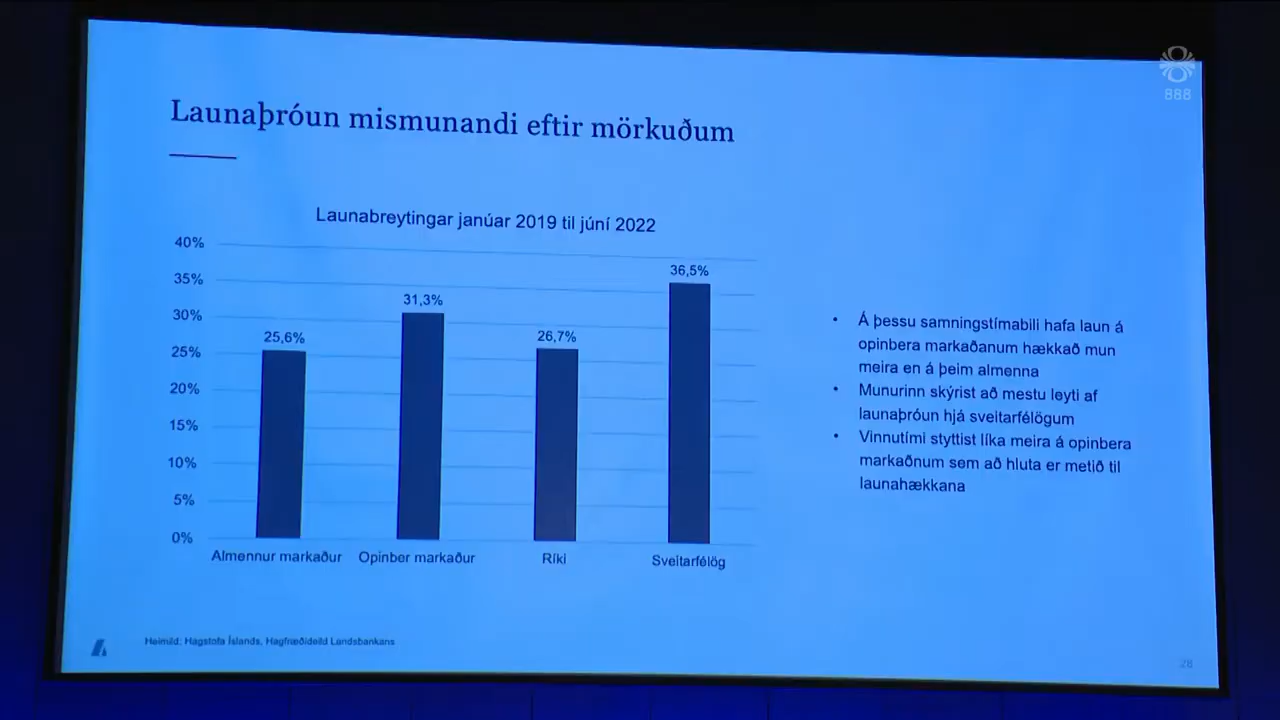 888
Launaþróun mismunandi eftir mörkuðum
Launabreytingar janúar 2019 til júní 2022
40%
35%
30%
25%
20%
15%
10%
5%
0%
25,6%
31,3%
26,7%
36,5%
Almennur markaður
Opinber markaður
Ríki
Sveitarfélög
• Á þessu samningstímabili hafa laun á
opinbera markaðanum hækkað mun
meira en á þeim almenna
• Munurinn skýrist að mestu leyti af
launaþróun hjá sveitarfélögum
• Vinnutími styttist líka meira á opinbera
markaðnum sem að hluta er metið til
launahækkana
Heimild: Hagstofa Íslands, Hagfræðideild Landsbankans
28